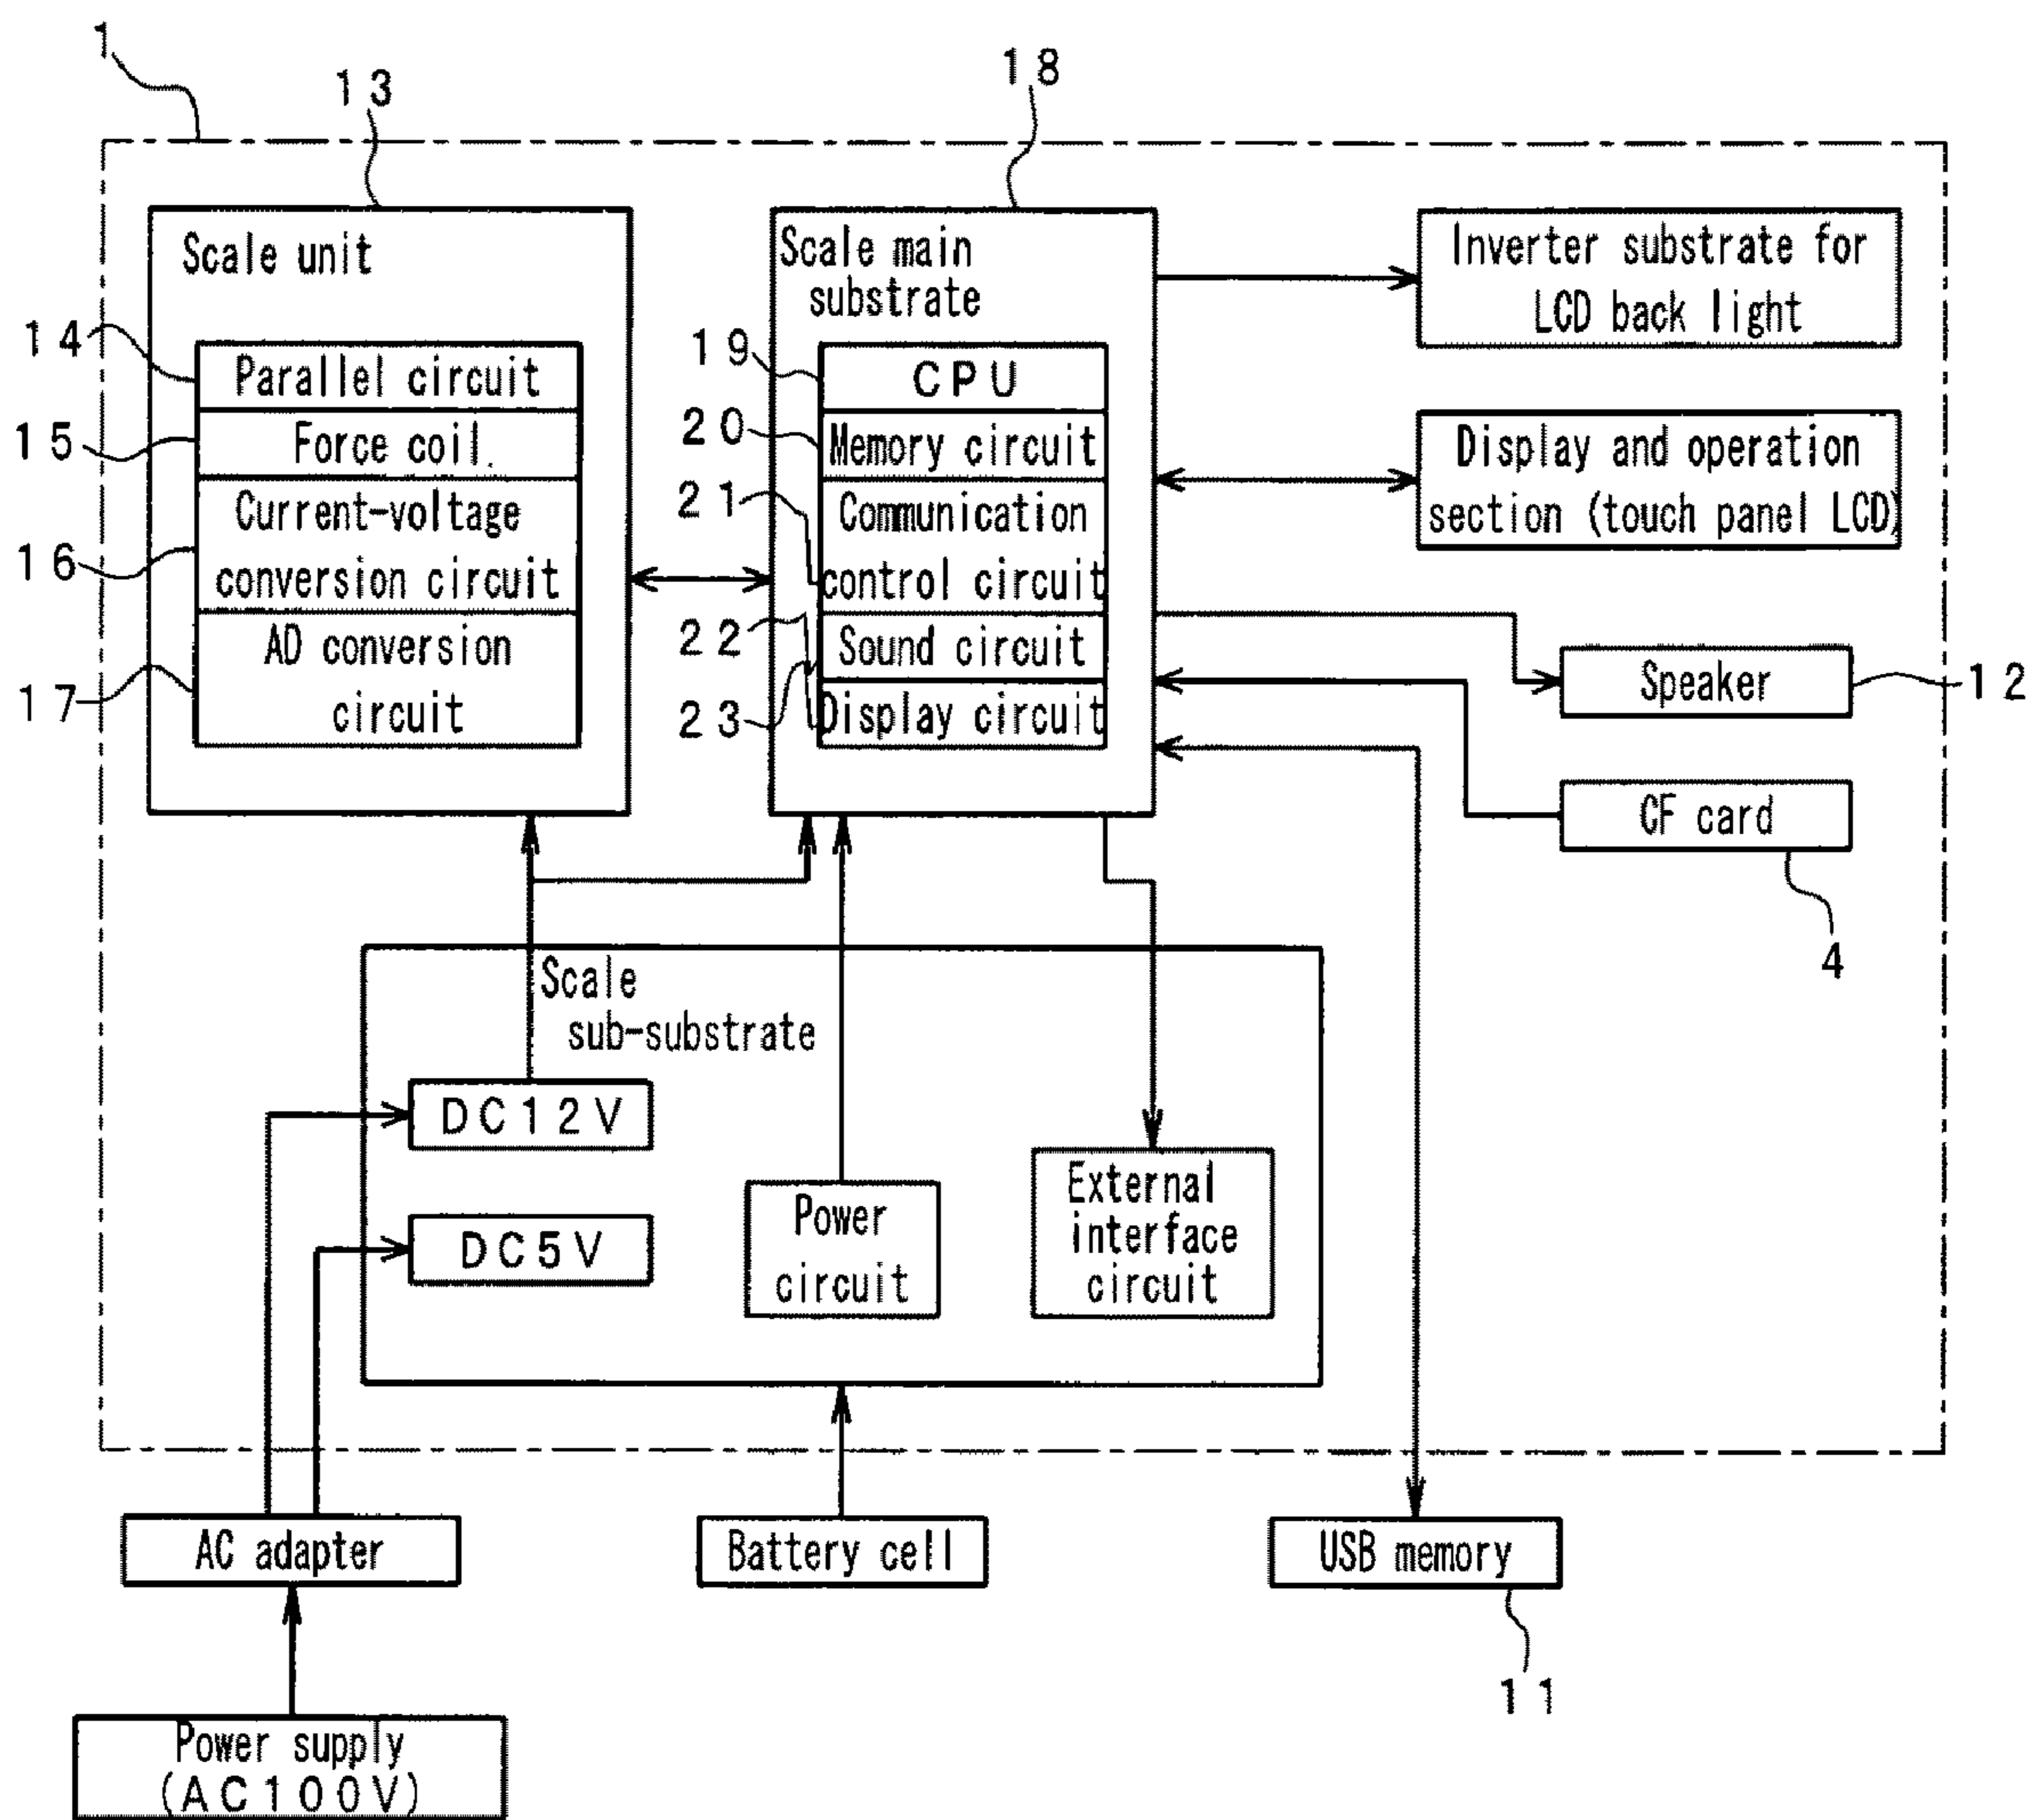 1
13
18
Scale unit
14
Parallel circuit
15
Force coil
16
Current-voltage
conversion circuit
17
AD conversion
circuit
Scale main
substrate
19
CPU
20
Memory circuit
21
Communication
control circuit
22
Sound circuit
23
Display circuit
Inverter substrate for
LCD back light
Display and operation
section (touch panel LCD)
Speaker
12
CF card
4
Scale
sub-substrate
DC12V
DC5V
Power
circuit
External
interface
circuit
AC adapter
Battery cell
USB memory
11
Power supply
(AC100V)